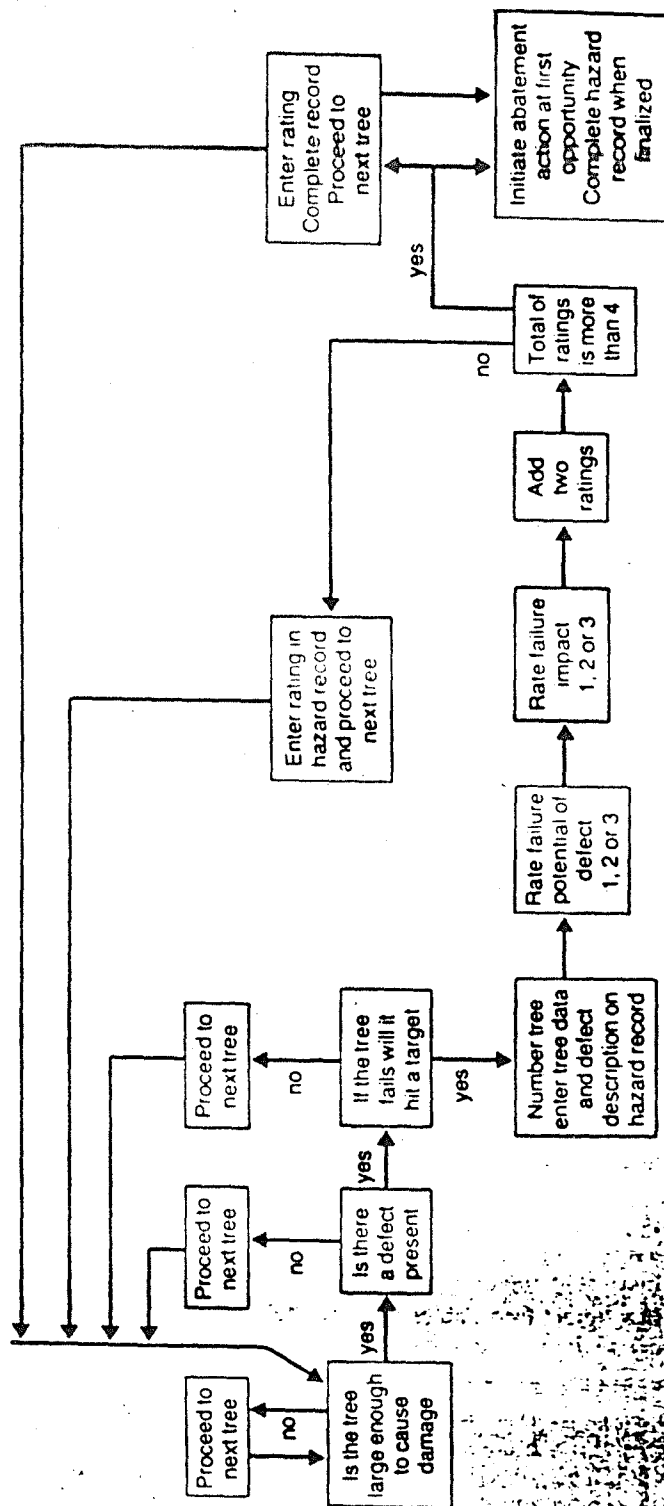 Proceed to
next tree
no
Is the tree
large enough
to cause
damage
yes
Proceed to
next tree
no
Is there
a defect
present
yes
Proceed to
next tree
no
If the tree
fails will it
hit a target
yes
Number tree
enter tree data
and defect
description on
hazard record
Rate failure
potential of
defect
1, 2 or 3
Rate failure
impact
1, 2 or 3
Add
two
ratings
Total of
ratings
is more
than 4
no
Enter rating in
hazard record
and proceed to
next tree
yes
Enter rating
Complete record
Proceed to
next tree
Initiate abatement
action at first
opportunity
Complete hazard
record when
finalized